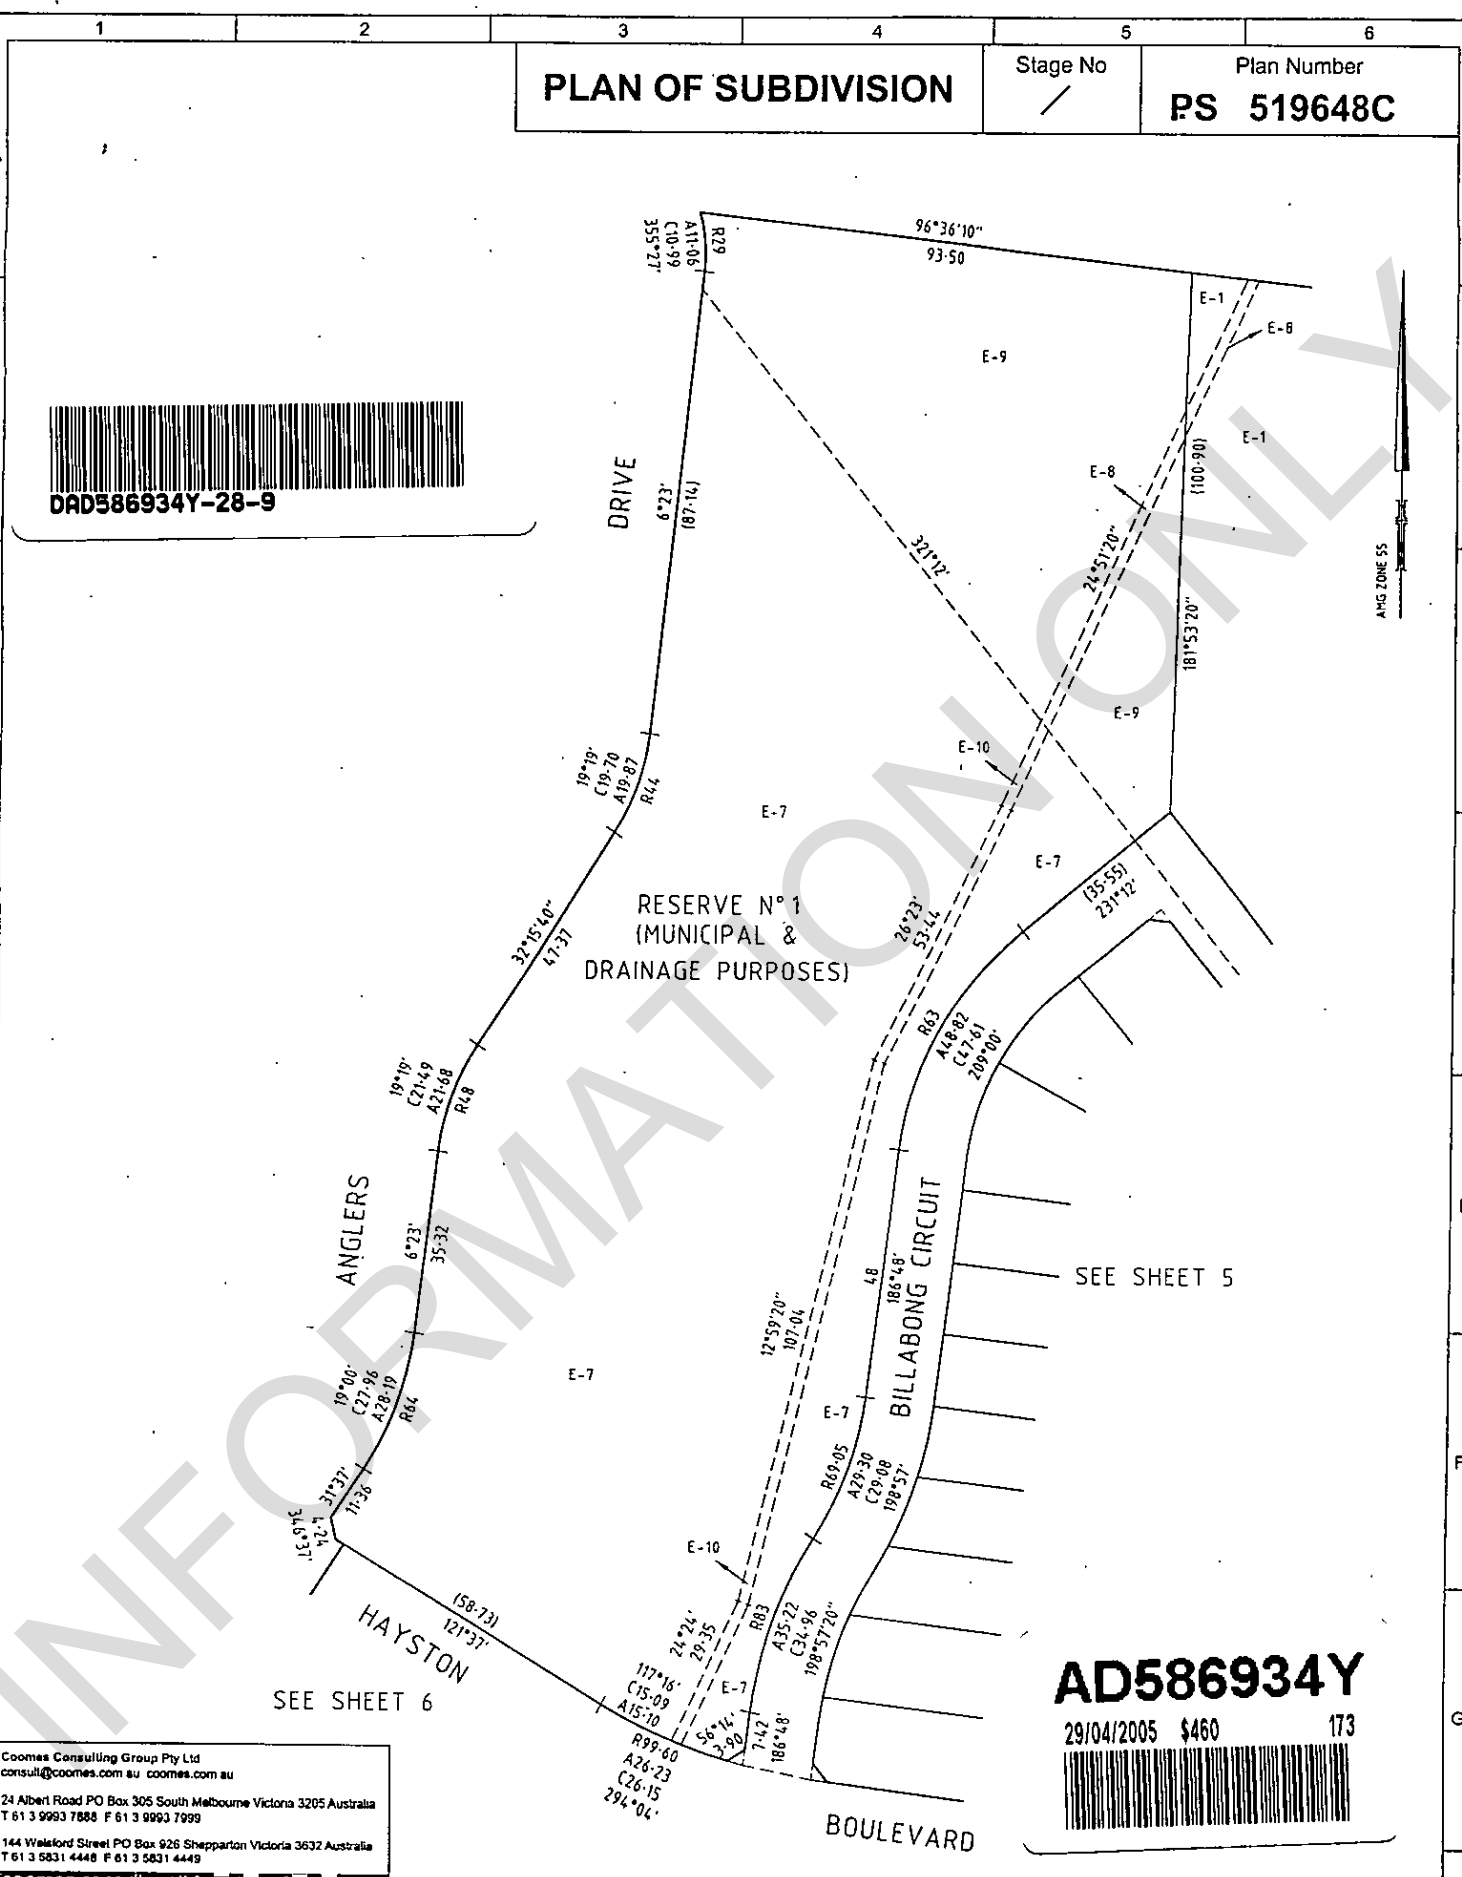 1 2 3 4 5 6
PLAN OF SUBDIVISION
Stage No
/
Plan Number
PS 519648C
DAD586934Y-28-9
R29
A11·06
C10·99
355°27'
96°36'10"
93·50
E-1
E-8
E-9
E-1
E-8
(100·90)
24°51'20"
181°53'20"
AMG ZONE 55
DRIVE
6°23'
(87·14)
321°12'
E-9
E-10
19°19'
C19·70
A19·87
R44
E-7
E-7
(35·55)
231°12'
RESERVE N° 1
(MUNICIPAL &
DRAINAGE PURPOSES)
32°15'40"
47·37
26°23'
53·44
R63
A48·82
C47·61
209°00'
19°19'
C21·49
A21·68
R48
ANGLERS
6°23'
35·32
48
186°48'
BILLABONG CIRCUIT
SEE SHEET 5
12°59'20"
107·04
19°00'
C27·96
A28·19
R64
E-7
E-7
R69·05
A29·30
C29·08
198°57'
31°37'
11·36
4·24
346°37'
E-10
(58·73)
121°37'
HAYSTON
SEE SHEET 6
24°24'
29·35
R83
A35·22
C34·96
198°57'20"
117°16'
C15·09
A15·10
E-7
56°14'
3·90
7·42
186°48'
R99·60
A26·23
C26·15
294°04'
BOULEVARD
AD586934Y
29/04/2005 $460 173
F
G
Coomes Consulting Group Pty Ltd
consult@coomes.com au coomes.com au
24 Albert Road PO Box 305 South Melbourne Victoria 3205 Australia
T 61 3 9993 7888 F 61 3 9993 7999
144 Welsford Street PO Box 926 Shepparton Victoria 3632 Australia
T 61 3 5831 4448 F 61 3 5831 4449
INFORMATION ONLY